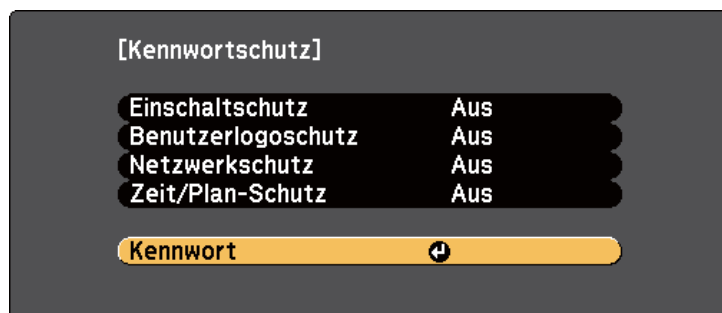 [Kennwortschutz]
Einschaltschutz Aus
Benutzerlogoschutz Aus
Netzwerkschutz Aus
Zeit/Plan-Schutz Aus
Kennwort